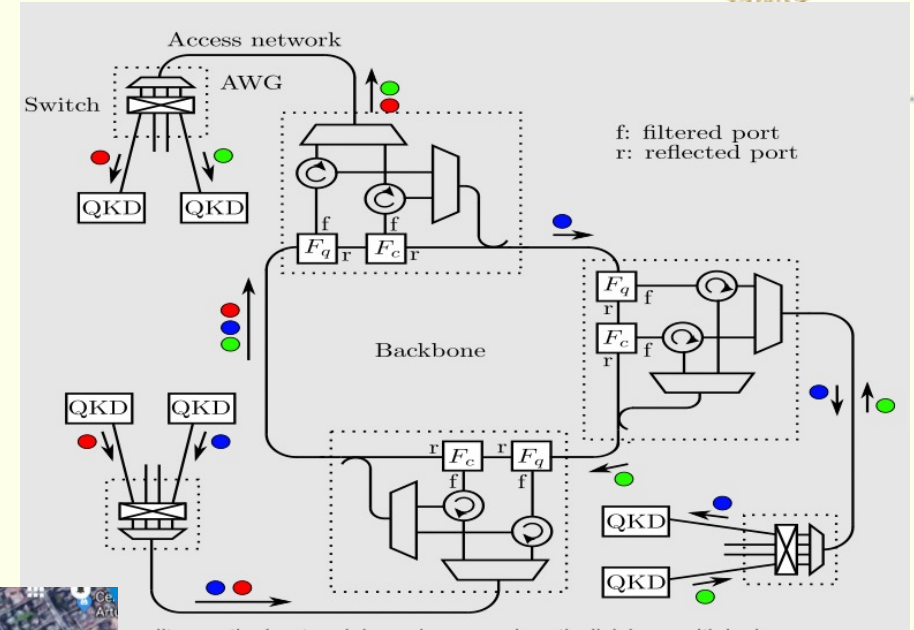 Access network
AWG
Switch
f: filtered port
r: reflected port
QKD
QKD
f
f
F_q
r
F_c
r
F_q
f
r
F_c
f
r
Backbone
QKD
QKD
r
F_c
r
F_q
f
f
QKD
QKD
Ce.